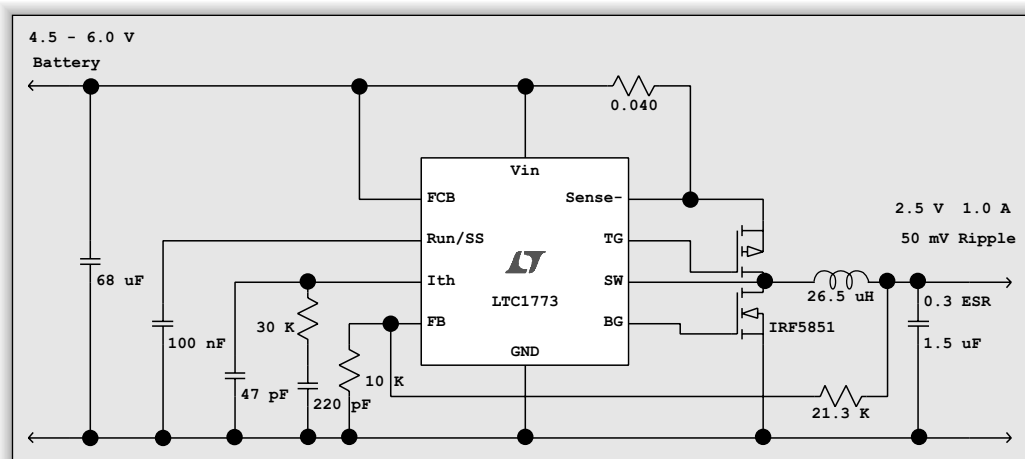 4.5 - 6.0 V
Battery
0.040
Vin
FCB
Sense-
2.5 V 1.0 A
Run/SS
TG
50 mV Ripple
68 uF
Ith
SW
26.5 uH
0.3 ESR
LTC1773
30 K
FB
BG
IRF5851
100 nF
1.5 uF
GND
47 pF
10 K
220 pF
21.3 K